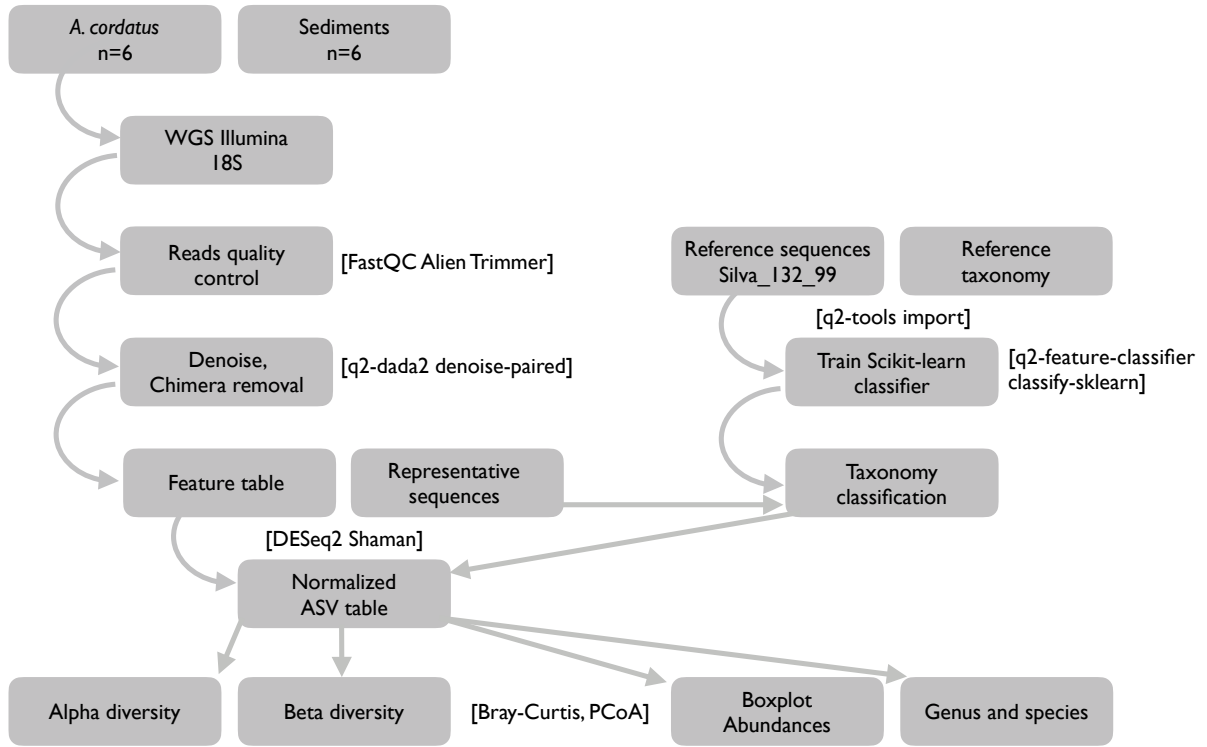 A. cordatus
n=6
Sediments
n=6
WGS Illumina
18S
Reads quality
control
[FastQC Alien Trimmer]
Reference sequences
Silva_132_99
Reference
taxonomy
[q2-tools import]
Denoise,
Chimera removal
[q2-dada2 denoise-paired]
Train Scikit-learn
classifier
[q2-feature-classifier
classify-sklearn]
Feature table
Representative
sequences
Taxonomy
classification
[DESeq2 Shaman]
Normalized
ASV table
Alpha diversity
Beta diversity
[Bray-Curtis, PCoA]
Boxplot
Abundances
Genus and species